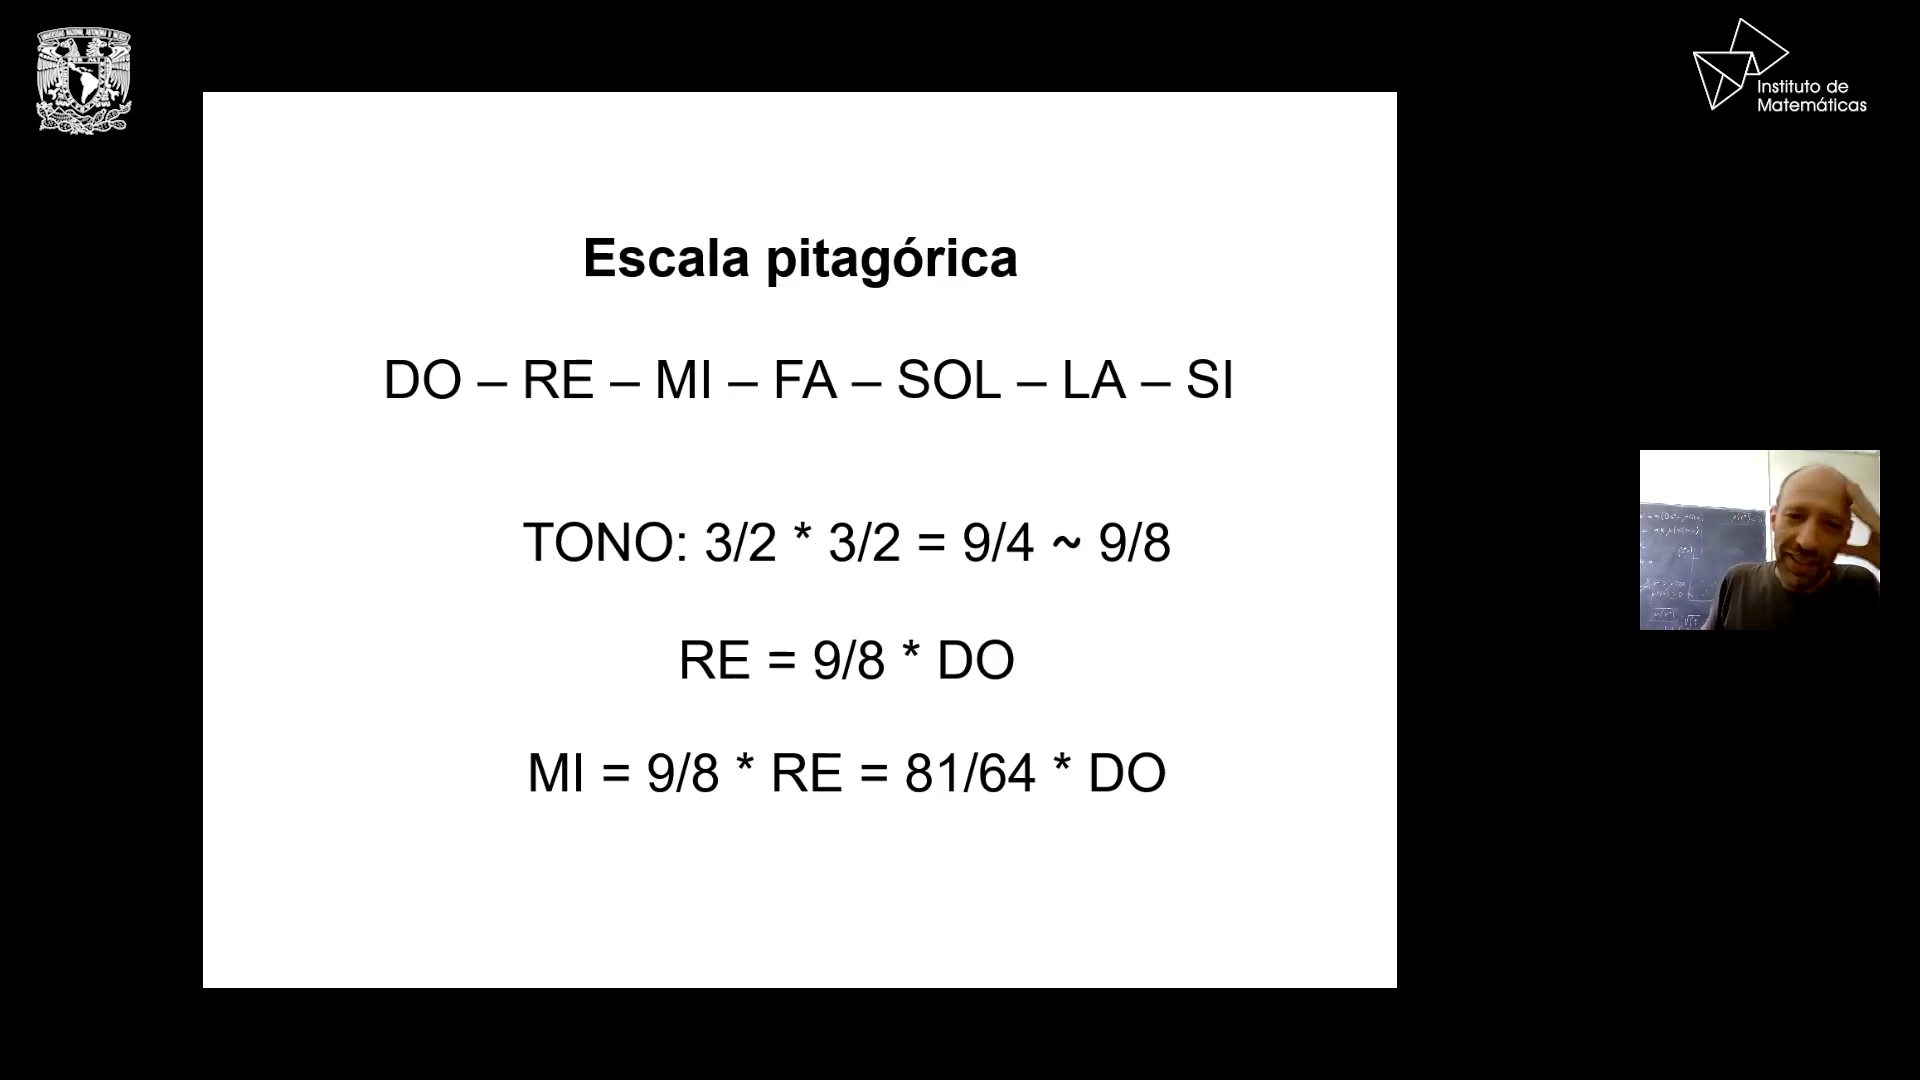 Instituto de
Matemáticas
Escala pitagórica
DO – RE – MI – FA – SOL – LA – SI
TONO: 3/2 * 3/2 = 9/4 ~ 9/8
RE = 9/8 * DO
MI = 9/8 * RE = 81/64 * DO